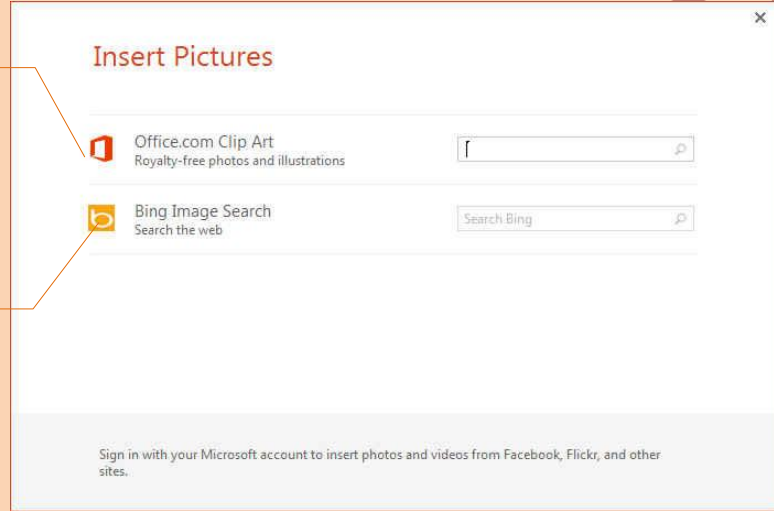 Insert Pictures
Office.com Clip Art
Royalty-free photos and illustrations
Bing Image Search
Search the web
Search Bing
Sign in with your Microsoft account to insert photos and videos from Facebook, Flickr, and other
sites.